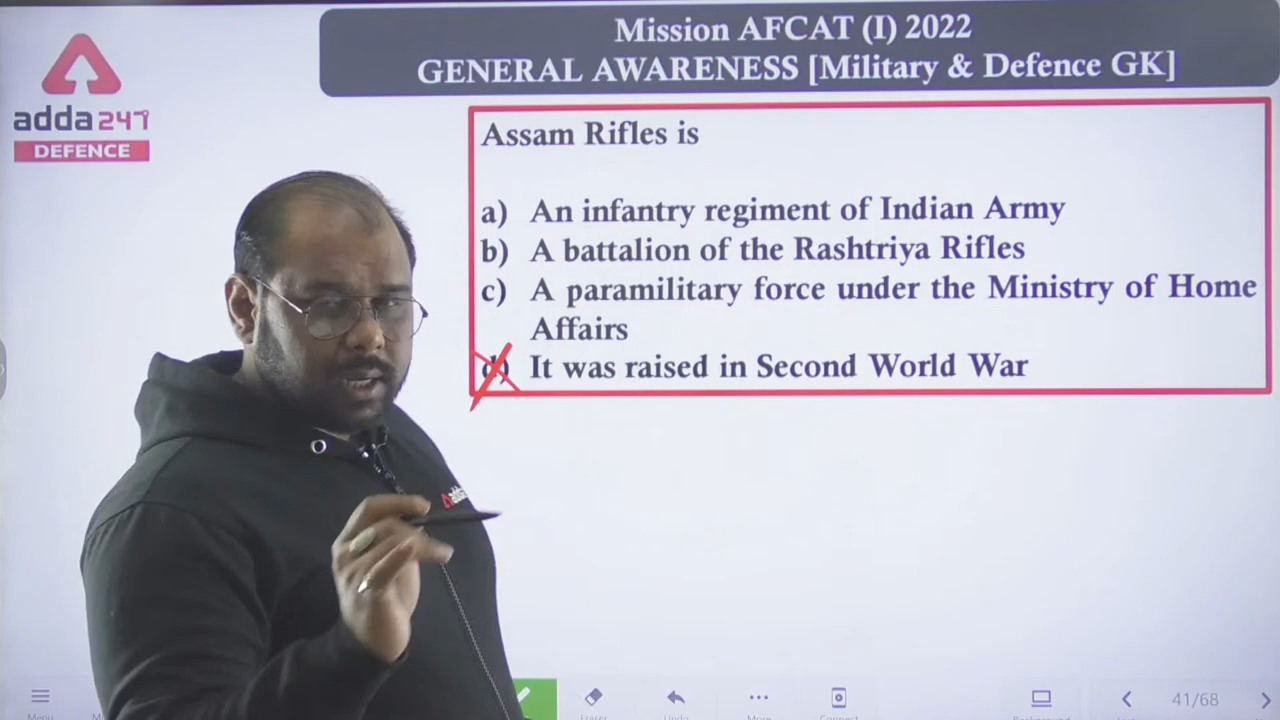 Mission AFCAT (I) 2022
GENERAL AWARENESS [Military & Defence GK]
adda247
DEFENCE
Assam Rifles is
a) An infantry regiment of Indian Army
b) A battalion of the Rashtriya Rifles
c) A paramilitary force under the Ministry of Home
Affairs
d) It was raised in Second World War
41/68